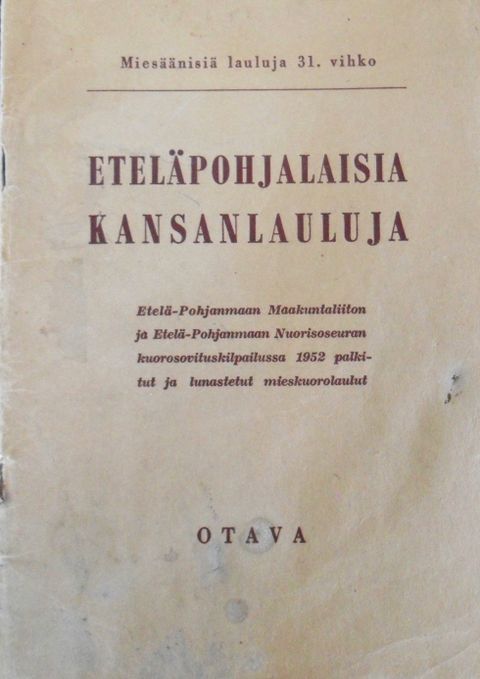 Miesäänisiä lauluja 31. vihko
ETELÄPOHJALAISIA
KANSANLAULUJA
Etelä-Pohjanmaan Maakuntaliiton
ja Etelä-Pohjanmaan Nuorisoseuran
kuorosovituskilpailussa 1952 palki-
tut ja lunastetut mieskuorolaulut
OTAVA